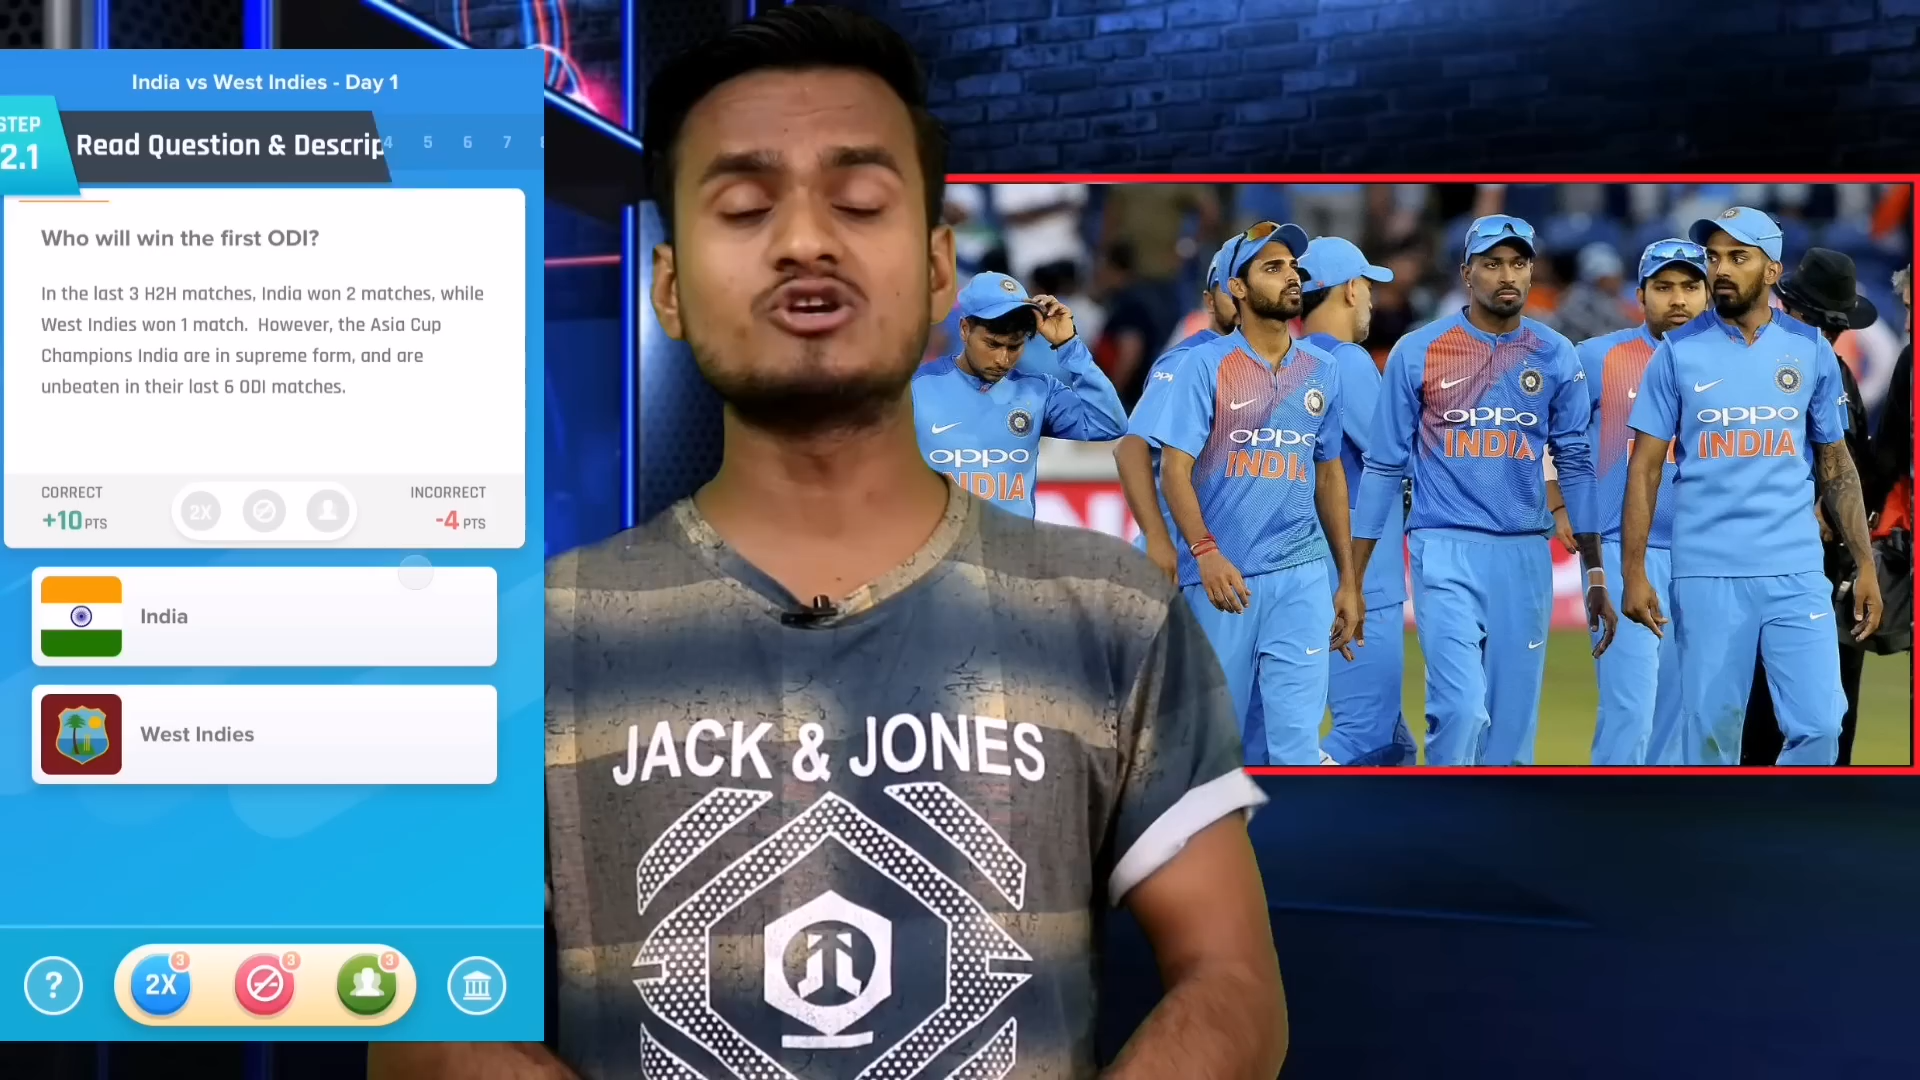 India vs West Indies - Day 1
STEP
2.1
Read Question & Descrip
4 5 6 7
Who will win the first ODI?
In the last 3 H2H matches, India won 2 matches, while
West Indies won 1 match. However, the Asia Cup
Champions India are in supreme form, and are
unbeaten in their last 6 ODI matches.
CORRECT
+10 PTS
2X
INCORRECT
-4 PTS
India
West Indies
?
2X
3
3
3
oppo
INDIA
oppo
INDIA
oppo
INDIA
oppo
INDIA
JACK & JONES